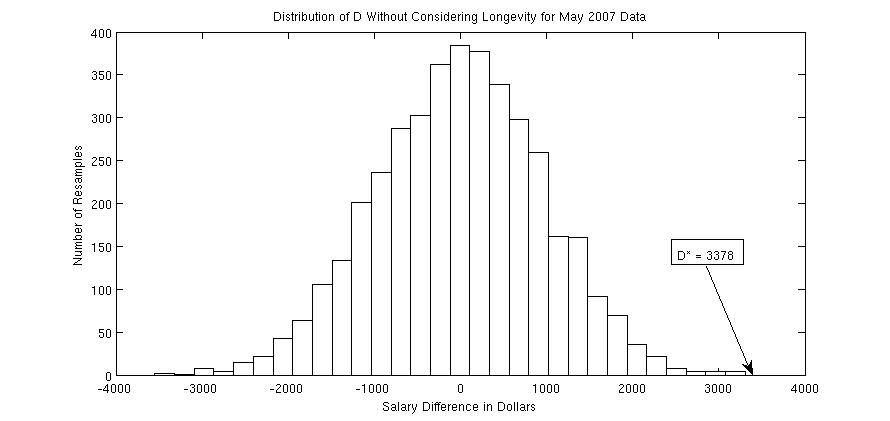 Distribution of D Without Considering Longevity for May 2007 Data
400
350
300
250
200
150
100
50
0
Number of Resamples
D* = 3378
-4000 -3000 -2000 -1000 0 1000 2000 3000 4000
Salary Difference in Dollars